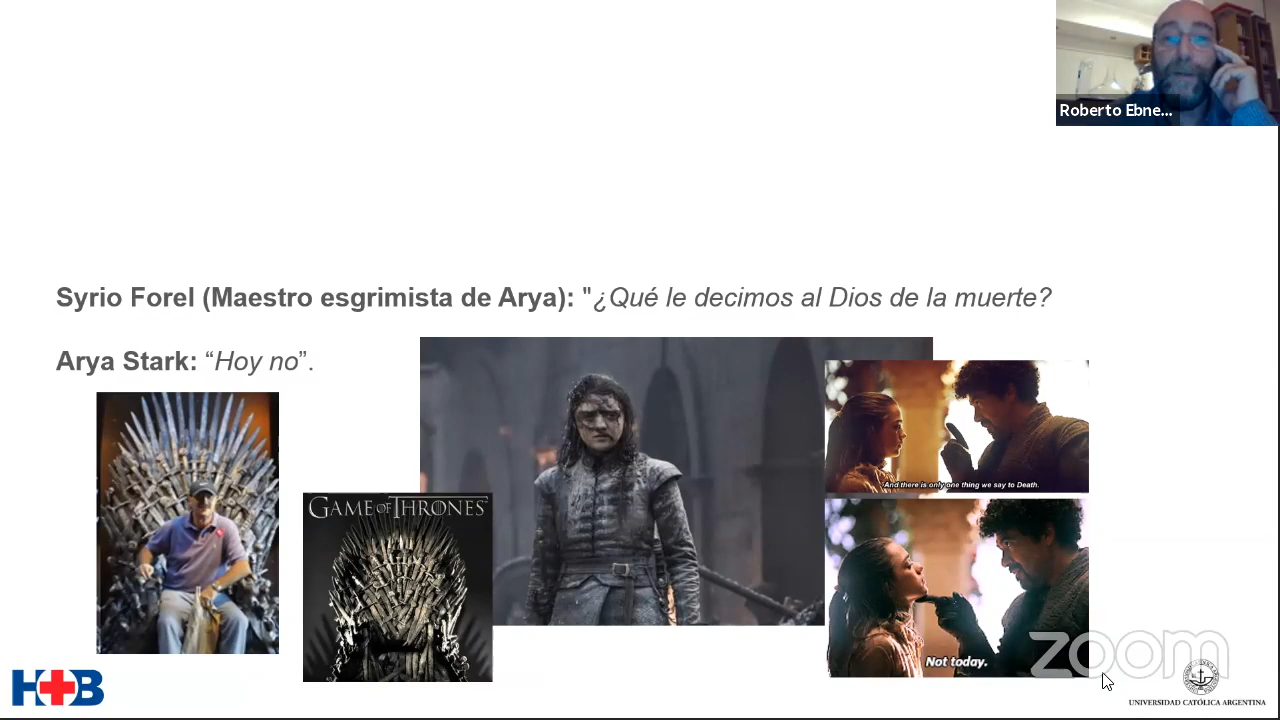 Roberto Ebne...
Syrio Forel (Maestro esgrimista de Arya): "¿Qué le decimos al Dios de la muerte?
Arya Stark: “Hoy no”.
And there is only one thing we say to Death.
GAME OF THRONES
Not today.
zoom
H+B
UNIVERSIDAD CATÓLICA ARGENTINA